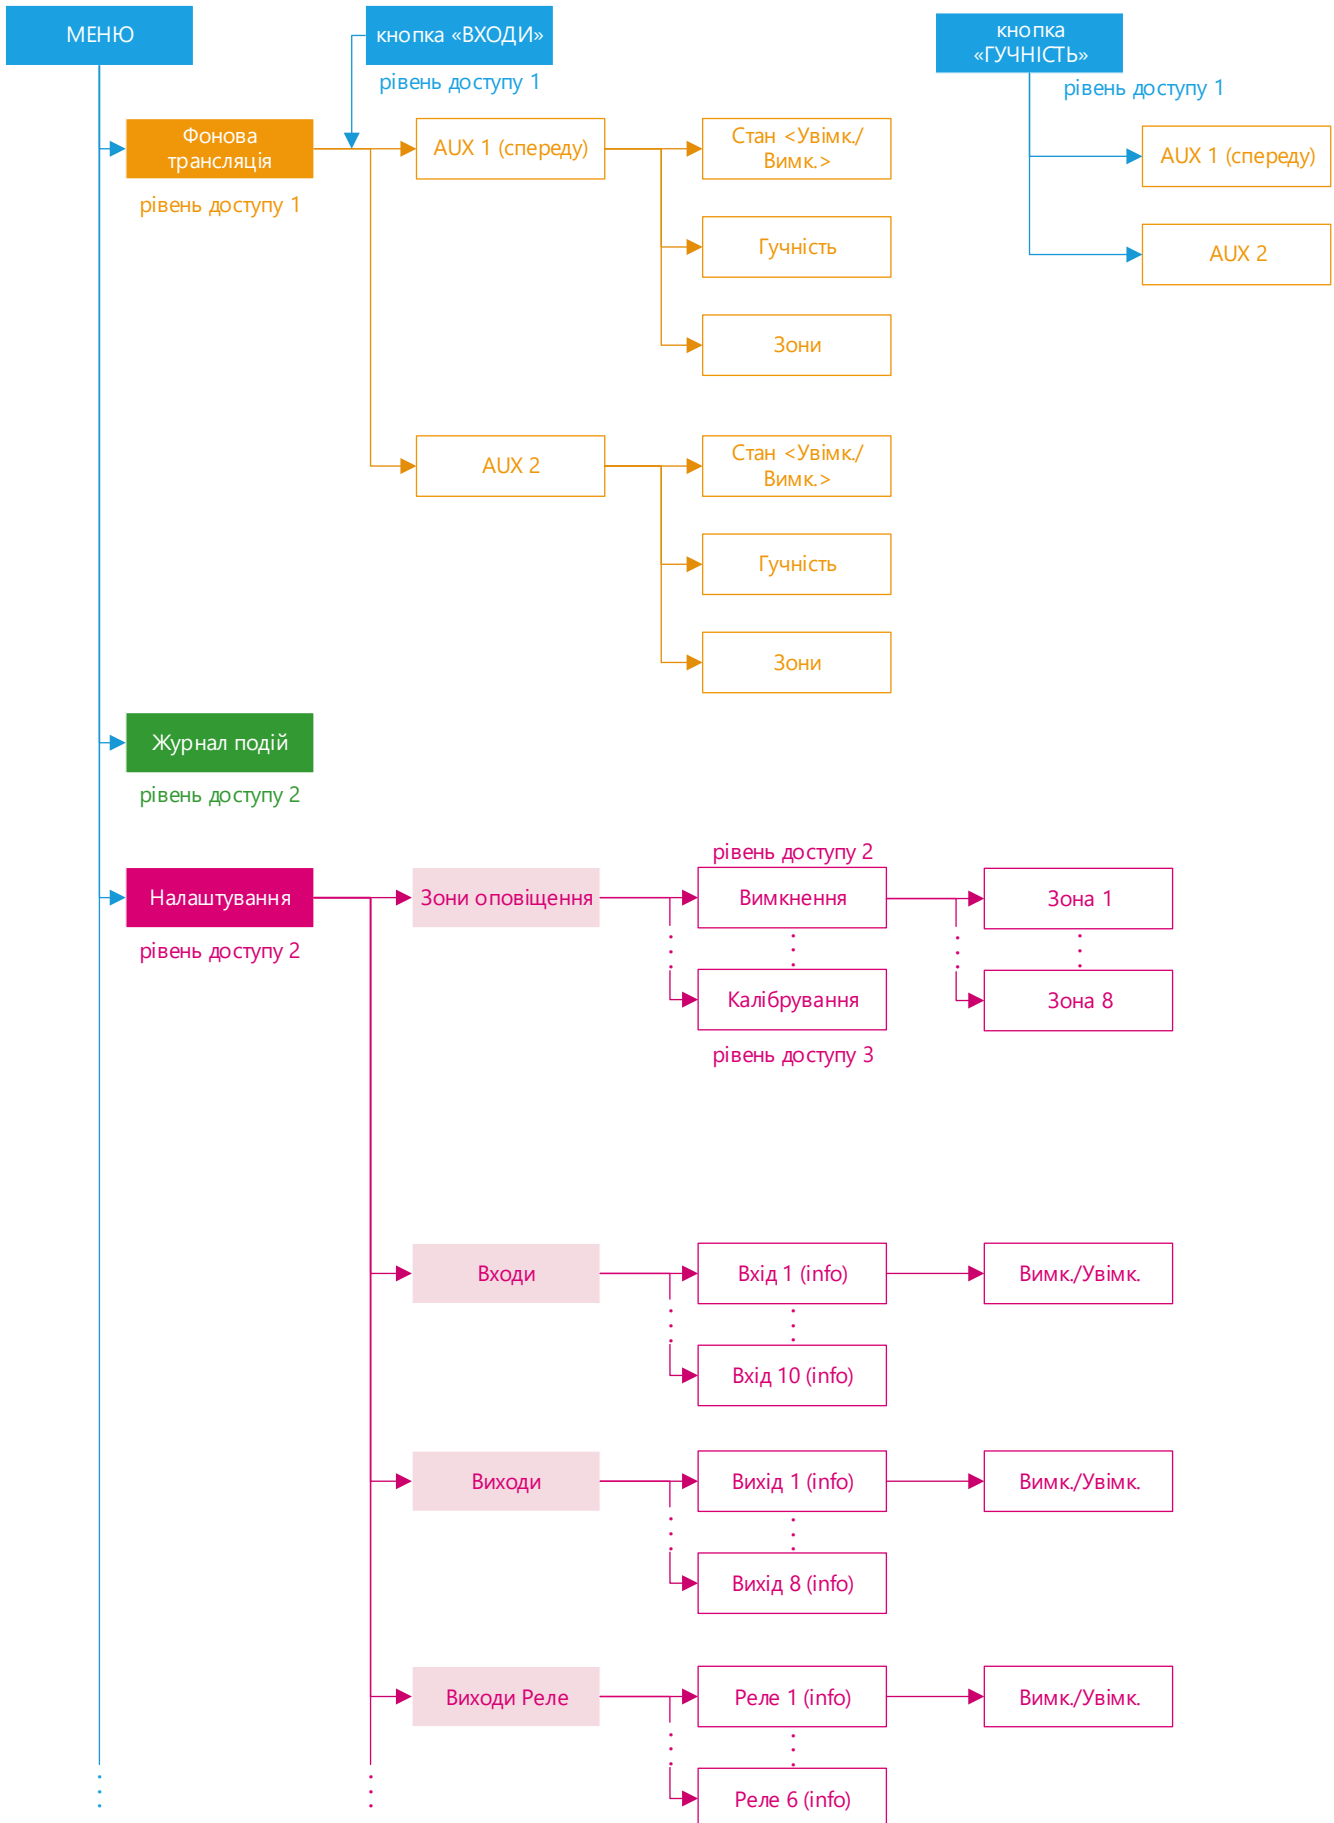 МЕНЮ
кнопка «ВХОДИ»
рівень доступу 1
кнопка
«ГУЧНІСТЬ»
рівень доступу 1
AUX 1 (спереду)
AUX 2
Фонова
трансляція
рівень доступу 1
AUX 1 (спереду)
Стан <Увімк./
Вимк.>
Гучність
Зони
AUX 2
Стан <Увімк./
Вимк.>
Гучність
Зони
Журнал подій
рівень доступу 2
Налаштування
рівень доступу 2
Зони оповіщення
рівень доступу 2
Вимкнення
Зона 1
Калібрування
Зона 8
рівень доступу 3
Входи
Вхід 1 (info)
Вимк./Увімк.
Вхід 10 (info)
Виходи
Вихід 1 (info)
Вимк./Увімк.
Вихід 8 (info)
Виходи Реле
Реле 1 (info)
Вимк./Увімк.
Реле 6 (info)